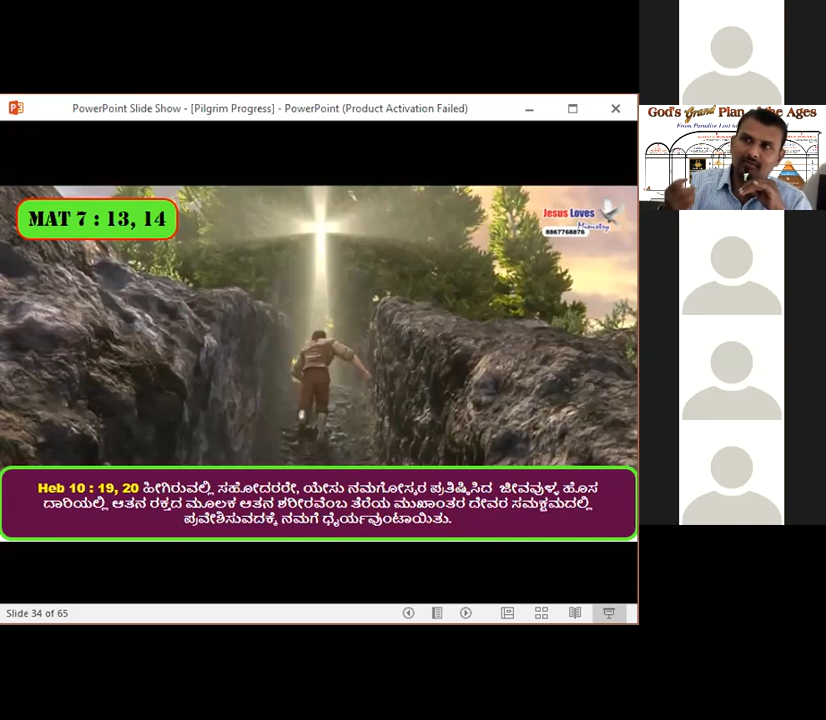 PowerPoint Slide Show - [Pilgrim Progress] - PowerPoint (Product Activation Failed)
God's Grand Plan of the Ages
MAT 7 : 13, 14
Jesus Loves
Ministry
8867768876
Heb 10 : 19, 20 ಹೀಗಿರುವಲ್ಲಿ ಸಹೋದರರೇ, ಯೇಸು ನಮಗೋಸ್ಕರ ಪ್ರತಿಷ್ಠಿಸಿದ ಜೀವವುಳ್ಳ ಹೊಸ
ದಾರಿಯಲ್ಲಿ ಆತನ ರಕ್ತದ ಮೂಲಕ ಆತನ ಶರೀರವೆಂಬ ತೆರೆಯ ಮುಖಾಂತರ ದೇವರ ಸಮಕ್ಷಮದಲ್ಲಿ
ಪ್ರವೇಶಿಸುವದಕ್ಕೆ ನಮಗೆ ಧೈರ್ಯವುಂಟಾಯಿತು.
Slide 34 of 65